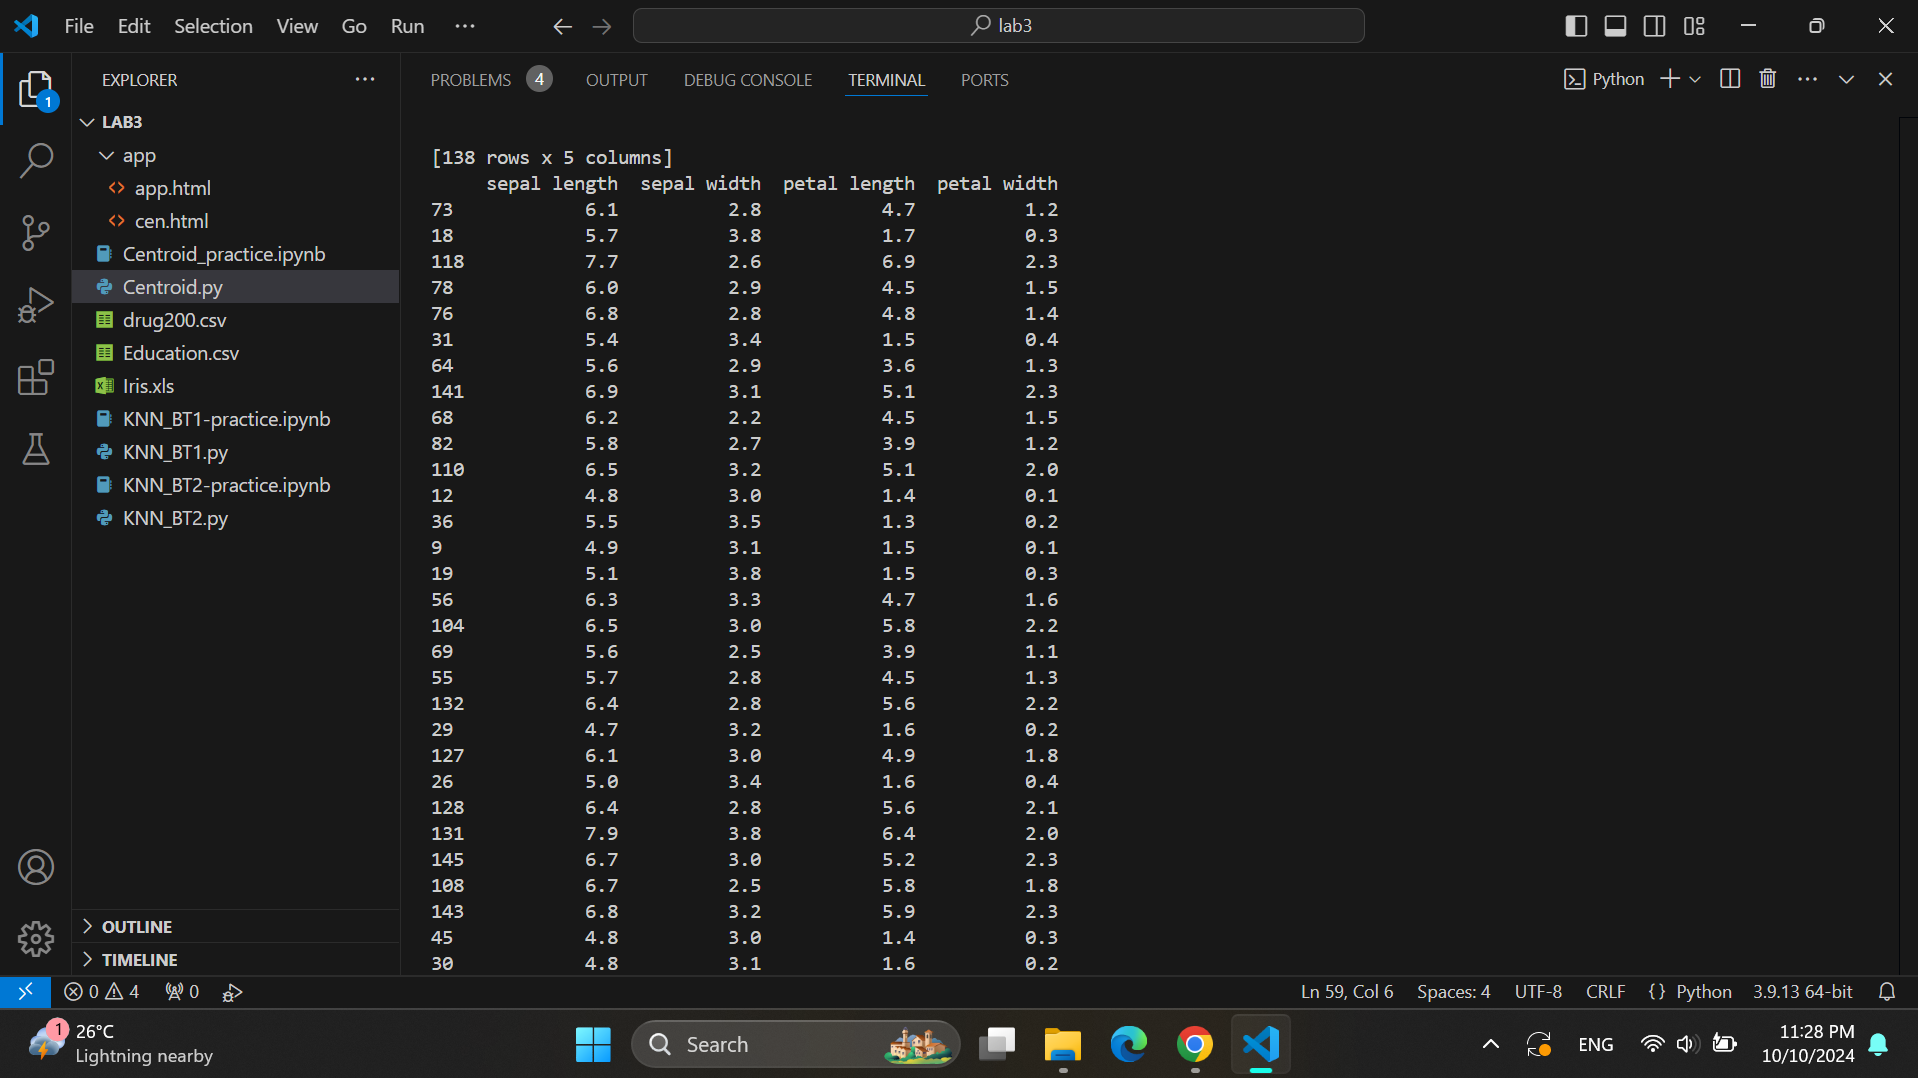 File Edit Selection View Go Run ··· lab3
EXPLORER ···
LAB3
app
app.html
cen.html
Centroid_practice.ipynb
Centroid.py
drug200.csv
Education.csv
Iris.xls
KNN_BT1-practice.ipynb
KNN_BT1.py
KNN_BT2-practice.ipynb
KNN_BT2.py
OUTLINE
TIMELINE
1
PROBLEMS 4 OUTPUT DEBUG CONSOLE TERMINAL PORTS Python
[138 rows x 5 columns]
sepal length sepal width petal length petal width
73 6.1 2.8 4.7 1.2
18 5.7 3.8 1.7 0.3
118 7.7 2.6 6.9 2.3
78 6.0 2.9 4.5 1.5
76 6.8 2.8 4.8 1.4
31 5.4 3.4 1.5 0.4
64 5.6 2.9 3.6 1.3
141 6.9 3.1 5.1 2.3
68 6.2 2.2 4.5 1.5
82 5.8 2.7 3.9 1.2
110 6.5 3.2 5.1 2.0
12 4.8 3.0 1.4 0.1
36 5.5 3.5 1.3 0.2
9 4.9 3.1 1.5 0.1
19 5.1 3.8 1.5 0.3
56 6.3 3.3 4.7 1.6
104 6.5 3.0 5.8 2.2
69 5.6 2.5 3.9 1.1
55 5.7 2.8 4.5 1.3
132 6.4 2.8 5.6 2.2
29 4.7 3.2 1.6 0.2
127 6.1 3.0 4.9 1.8
26 5.0 3.4 1.6 0.4
128 6.4 2.8 5.6 2.1
131 7.9 3.8 6.4 2.0
145 6.7 3.0 5.2 2.3
108 6.7 2.5 5.8 1.8
143 6.8 3.2 5.9 2.3
45 4.8 3.0 1.4 0.3
30 4.8 3.1 1.6 0.2
0 4 0 Ln 59, Col 6 Spaces: 4 UTF-8 CRLF {} Python 3.9.13 64-bit
1 26°C
Lightning nearby
Search
ENG
11:28 PM
10/10/2024